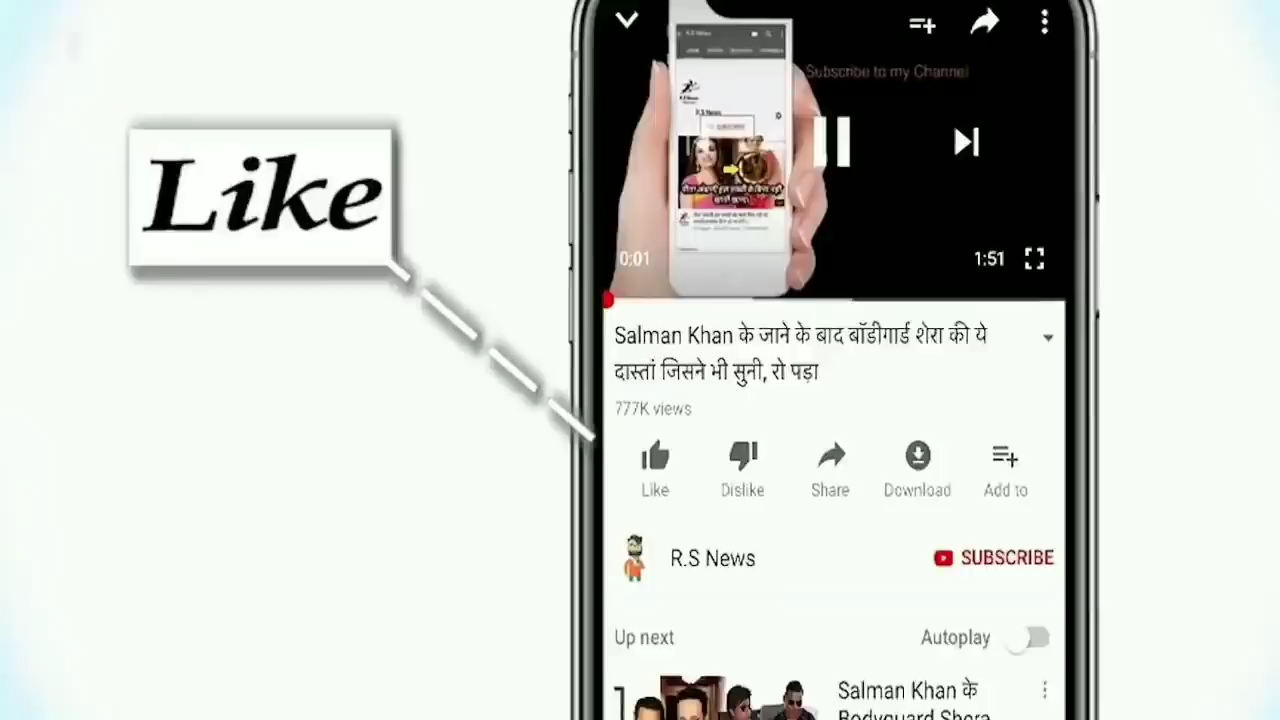 Subscribe to my Channel
R.S News
Like
0:01
1:51
Salman Khan के जाने के बाद बॉडीगार्ड शेरा की ये
दास्तां जिसने भी सुनी, रो पड़ा
777K views
Like
Dislike
Share
Download
Add to
R.S News
SUBSCRIBE
Up next
Autoplay
Salman Khan के
Bodyguard Shera